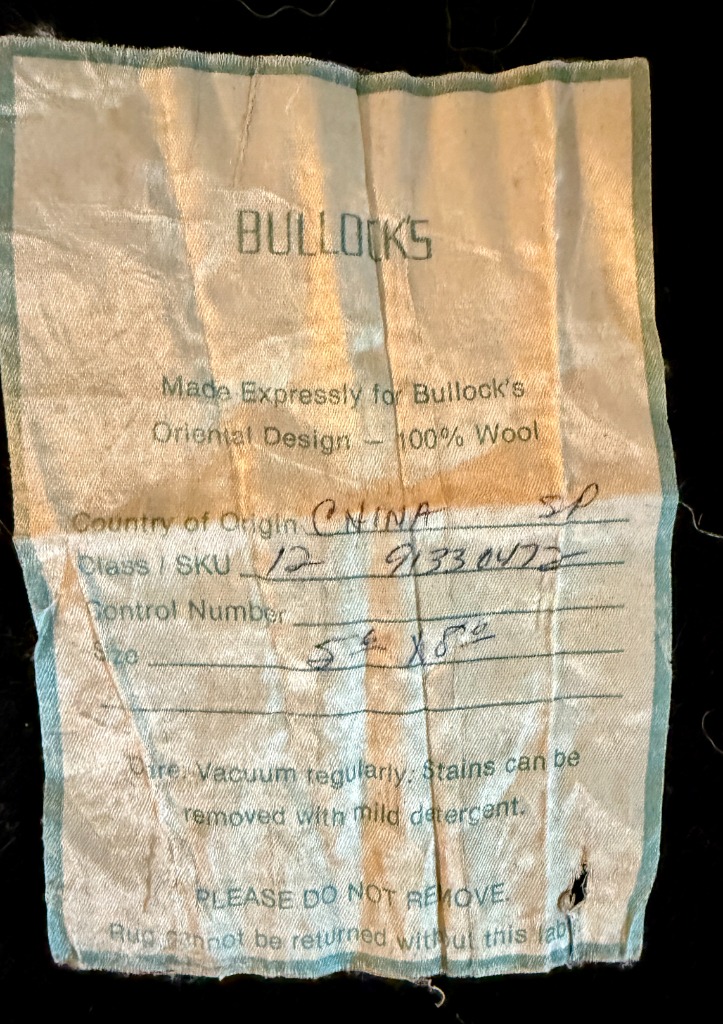 BULLOCK'S
Made Expressly for Bullock's
Oriental Design — 100% Wool
Country of Origin CHINA SP
Class / SKU 12 91330472
Control Number
Size 5⁶ X 8⁰
Care: Vacuum regularly. Stains can be
removed with mild detergent.
PLEASE DO NOT REMOVE.
Rug cannot be returned without this label